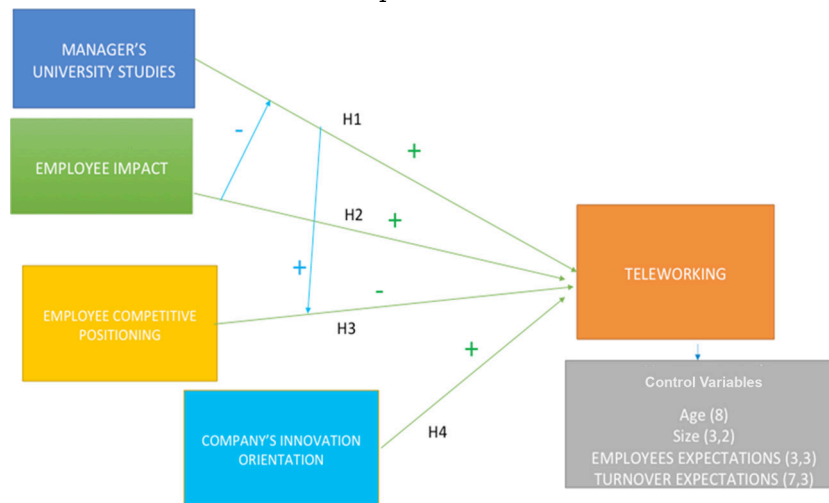 MANAGER'S
UNIVERSITY STUDIES
-
H1
+
EMPLOYEE IMPACT
H2
+
TELEWORKING
+
-
EMPLOYEE COMPETITIVE
POSITIONING
H3
+
Control Variables
Age (8)
Size (3,2)
EMPLOYEES EXPECTATIONS (3,3)
TURNOVER EXPECTATIONS (7,3)
COMPANY'S INNOVATION
ORIENTATION
H4